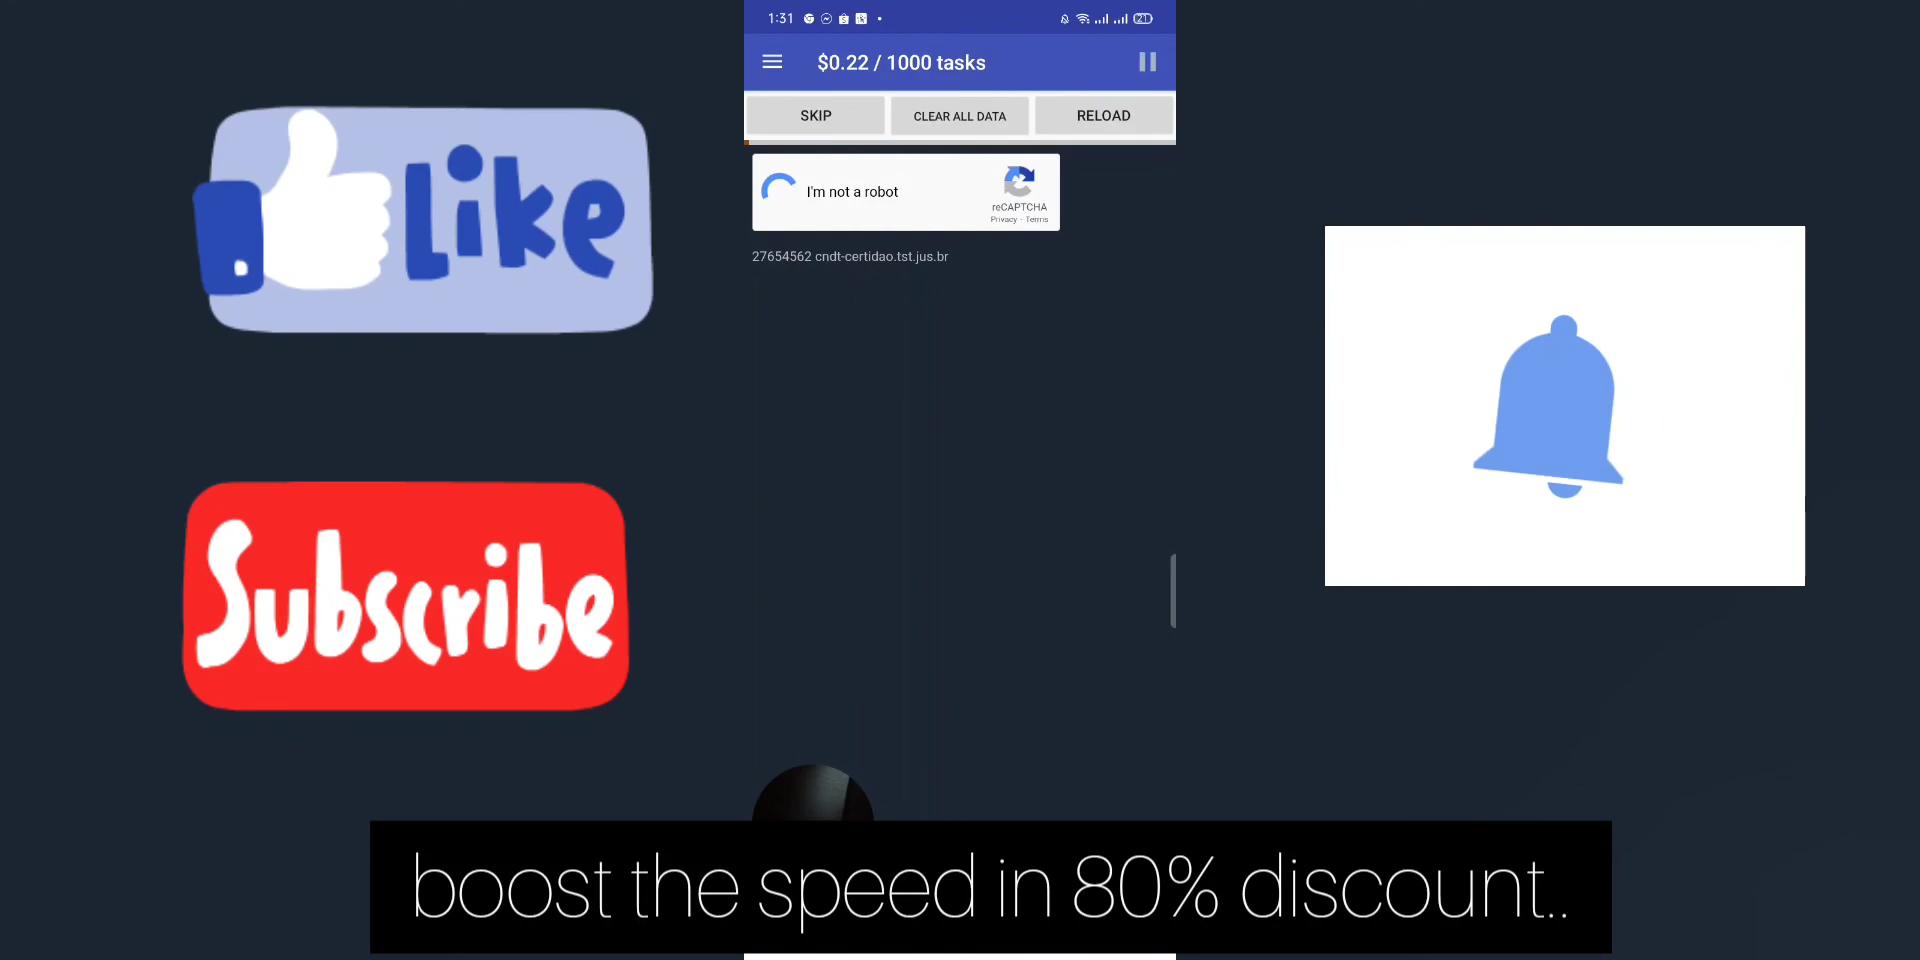 1:31
21
$0.22 / 1000 tasks
SKIP
CLEAR ALL DATA
RELOAD
I'm not a robot
reCAPTCHA
Privacy - Terms
27654562 cndt-certidao.tst.jus.br
Like
Subscribe
boost the speed in 80% discount..